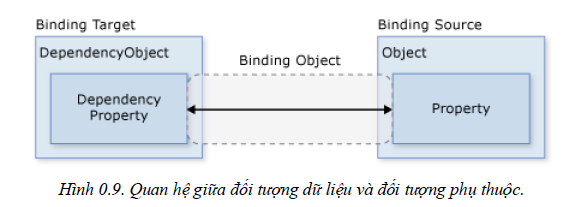 Binding Target
Binding Source
DependencyObject
Binding Object
Object
Dependency
Property
Property
Hình 0.9. Quan hệ giữa đối tượng dữ liệu và đối tượng phụ thuộc.